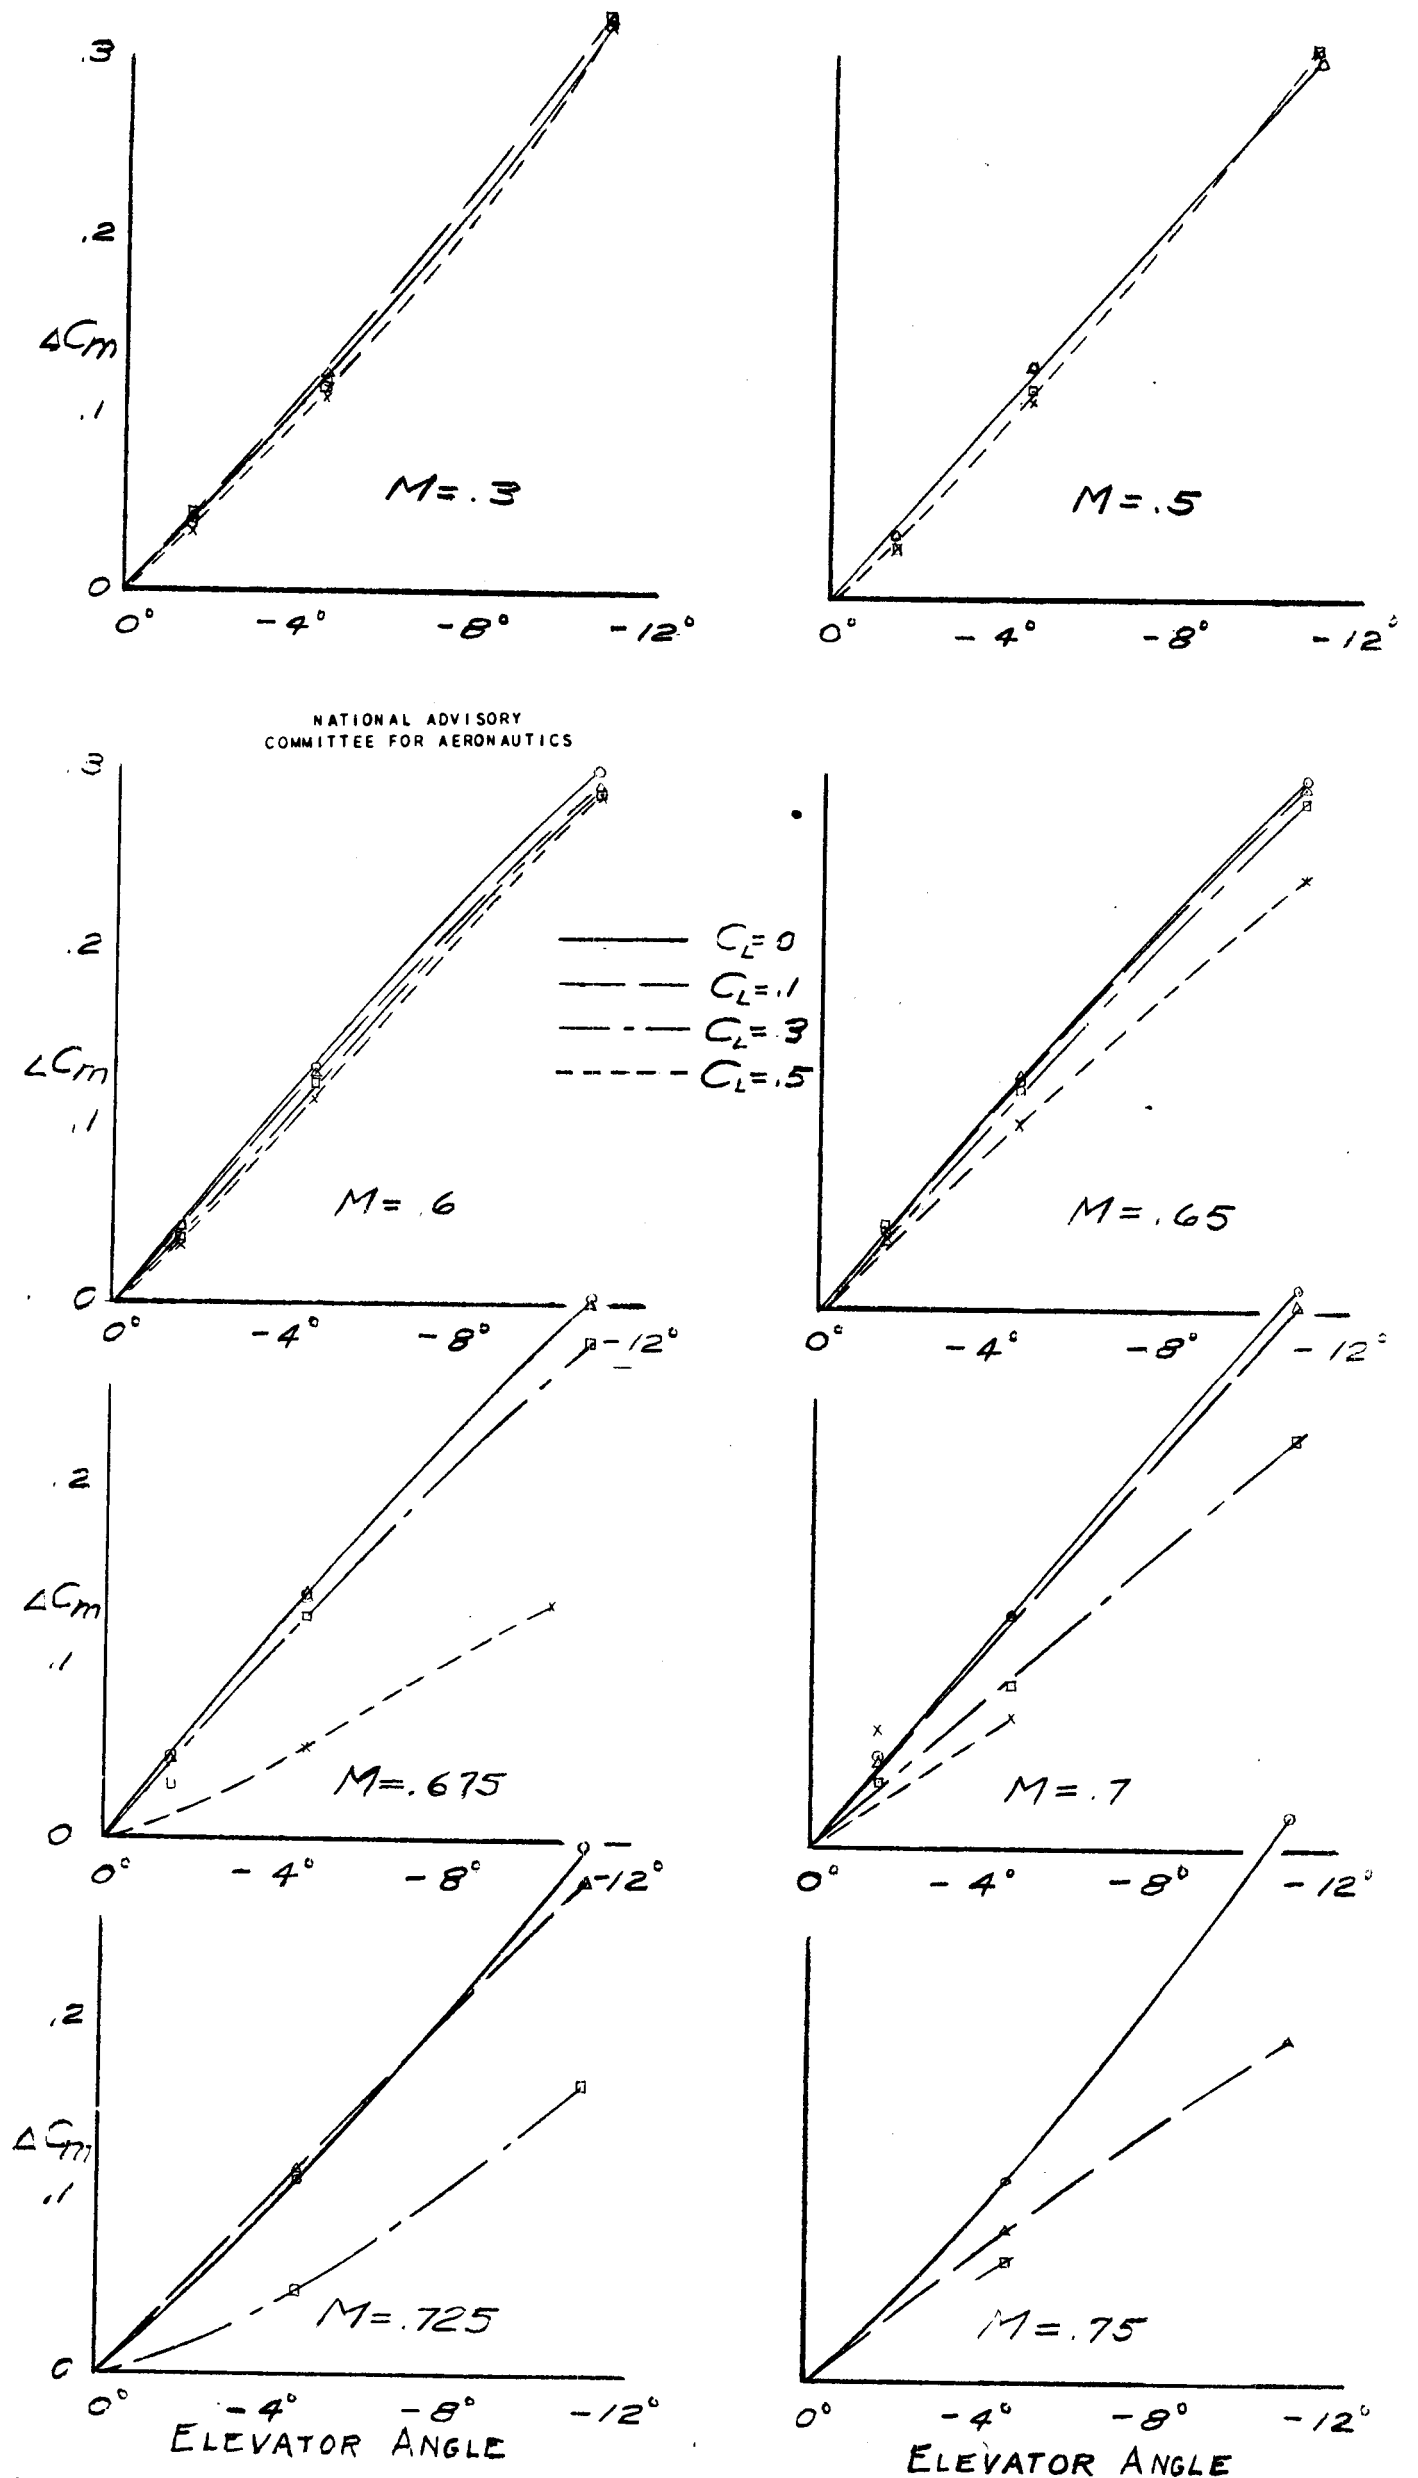 .3
.2
ΔCm
.1
M=.3
M=.5
0
0° -4° -8° -12°
0° -4° -8° -12°
NATIONAL ADVISORY
COMMITTEE FOR AERONAUTICS
.3
.2
CL=0
CL=.1
CL=.3
CL=.5
∠Cm
.1
M=.6
M=.65
0
0° -4° -8° -12°
0° -4° -8° -12°
.2
ΔCm
.1
M=.675
M=.7
0
0° -4° -8° -12°
0° -4° -8° -12°
.2
ΔCm
.1
M=.725
M=.75
0
0° -4° -8° -12°
0° -4° -8° -12°
ELEVATOR ANGLE
ELEVATOR ANGLE